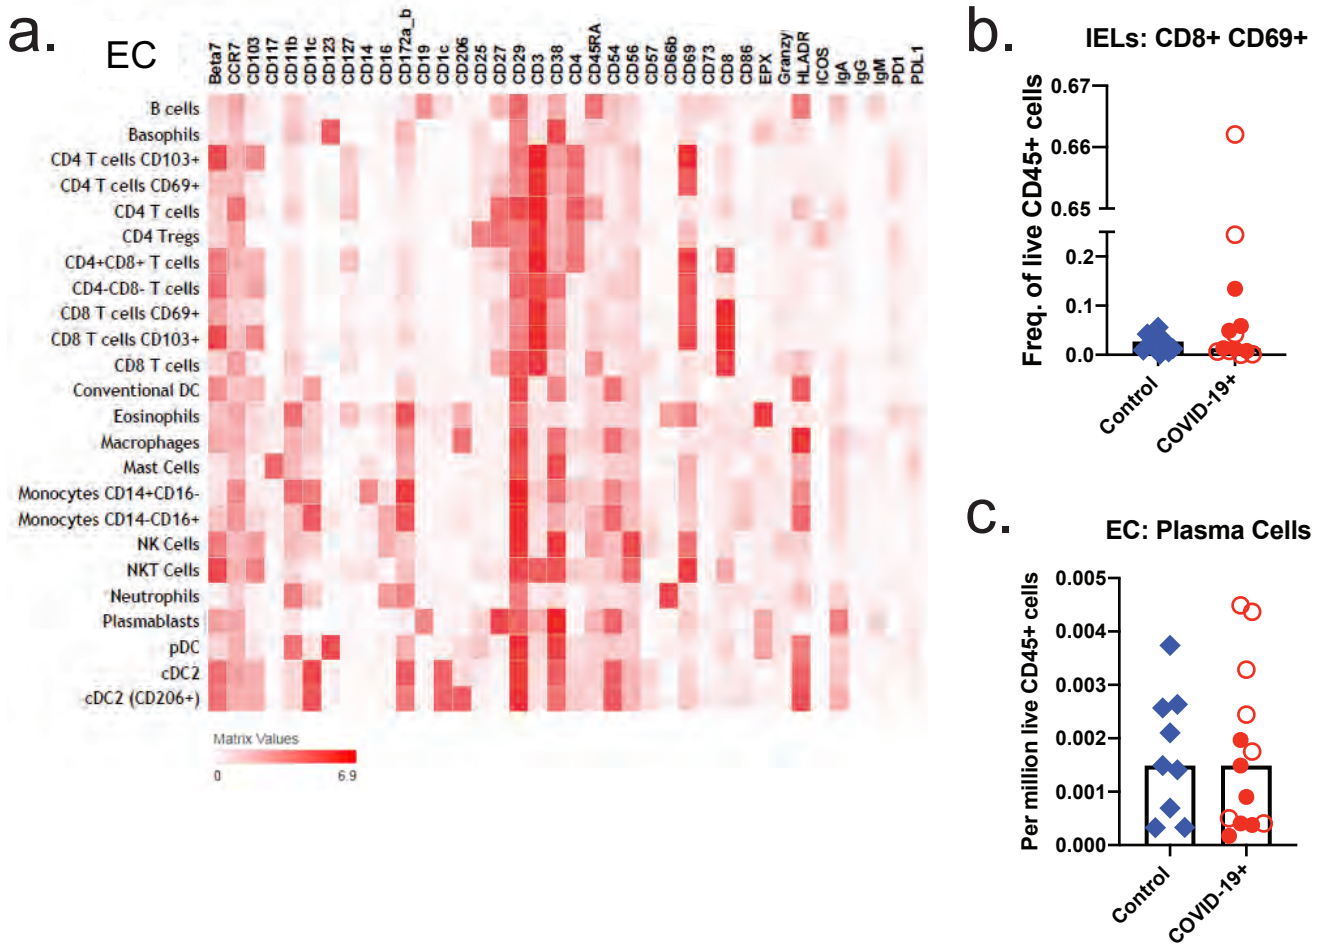 a.
EC
Beta7
CCR7
CD103
CD117
CD11b
CD11c
CD123
CD127
CD14
CD16
CD172a_b
CD19
CD1c
CD206
CD25
CD27
CD29
CD3
CD38
CD4
CD45RA
CD54
CD56
CD57
CD66b
CD69
CD73
CD8
CD86
EPX
Granzy
HLADR
ICOS
IgA
IgG
IgM
PD1
PDL1
B cells
Basophils
CD4 T cells CD103+
CD4 T cells CD69+
CD4 T cells
CD4 Tregs
CD4+CD8+ T cells
CD4-CD8- T cells
CD8 T cells CD69+
CD8 T cells CD103+
CD8 T cells
Conventional DC
Eosinophils
Macrophages
Mast Cells
Monocytes CD14+CD16-
Monocytes CD14-CD16+
NK Cells
NKT Cells
Neutrophils
Plasmablasts
pDC
cDC2
cDC2 (CD206+)
Matrix Values
0 6.9
b.
IELs: CD8+ CD69+
Freq. of live CD45+ cells
0.67
0.66
0.65
0.2
0.1
0.0
Control
COVID-19+
c.
EC: Plasma Cells
Per million live CD45+ cells
0.005
0.004
0.003
0.002
0.001
0.000
Control
COVID-19+